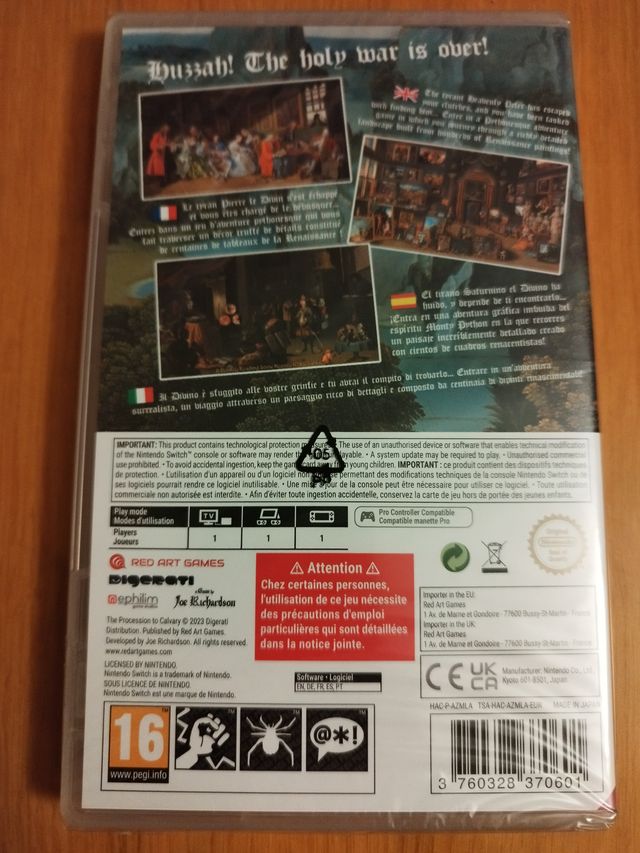 Huzzah! The holy war is over!
The tyrant Heavenly Peter has escaped
your clutches, and you have been tasked
with finding him... Enter in a Pythonesque adventure
game in which you journey through a richly detailed
landscape built from hundreds of Renaissance paintings!
Le tyran Pierre le Divin s'est échappé
et vous êtes chargé de le débusquer...
Entrez dans un jeu d'aventure pythonesque qui vous
fait traverser un décor truffé de détails constitué
de centaines de tableaux de la Renaissance!
El tirano Saturnino el Divino ha
huido, y depende de ti encontrarlo...
¡Entra en una aventura gráfica imbuida del
espíritu Monty Python en la que recorres
un paisaje increíblemente detallado creado
con cientos de cuadros renacentistas!
Il Divino è sfuggito alle vostre grinfie e tu avrai il compito di trovarlo... Entrare in un'avventura
surrealista, un viaggio attraverso un paesaggio ricco di dettagli e composto da centinaia di dipinti rinascimentali!
IMPORTANT: This product contains technological protection measures. The use of an unauthorised device or software that enables technical modification
of the Nintendo Switch™ console or software may render this unplayable. • A system update may be required to play. • Unauthorised commercial
use prohibited. • To avoid accidental ingestion, keep the game card away from young children. IMPORTANT : ce produit contient des dispositifs techniques
de protection. • L'utilisation d'un appareil ou d'un logiciel non permettant des modifications techniques de la console Nintendo Switch ou de
ses logiciels pourrait rendre ce logiciel inutilisable. • Une mise à jour de la console peut être nécessaire pour utiliser ce logiciel. • Toute utilisation
commerciale non autorisée est interdite. • Afin d'éviter toute ingestion accidentelle, conservez la carte de jeu hors de portée des jeunes enfants.
05
Play mode
Modes d'utilisation
TV
Players
Joueurs
1 1 1
Pro Controller Compatible
Compatible manette Pro
Original
Nintendo
Seal of
Quality
RED ART GAMES
DIGERATI
nephilim
game studios
Joe Richardson
The Procession to Calvary © 2023 Digerati
Distribution. Published by Red Art Games.
Developed by Joe Richardson. All rights reserved.
www.redartgames.com
LICENSED BY NINTENDO.
Nintendo Switch is a trademark of Nintendo.
SOUS LICENCE DE NINTENDO.
Nintendo Switch est une marque de Nintendo.
Attention
Chez certaines personnes,
l'utilisation de ce jeu nécessite
des précautions d'emploi
particulières qui sont détaillées
dans la notice jointe.
Software • Logiciel
EN, DE, FR, ES, PT
Importer in the EU:
Red Art Games
1 Av. de Marne et Gondoire - 77600 Bussy-St-Martin - France
Importer in the UK:
Red Art Games
1 Av. de Marne et Gondoire - 77600 Bussy-St-Martin
CE UK
CA
Manufacturer: Nintendo Co., Ltd.
Kyoto 601-8501, Japan
HAC-P-AZMLA TSA-HAC-AZMLA-EUR MADE IN JAPAN
16
www.pegi.info
@*!
3 760328 370601